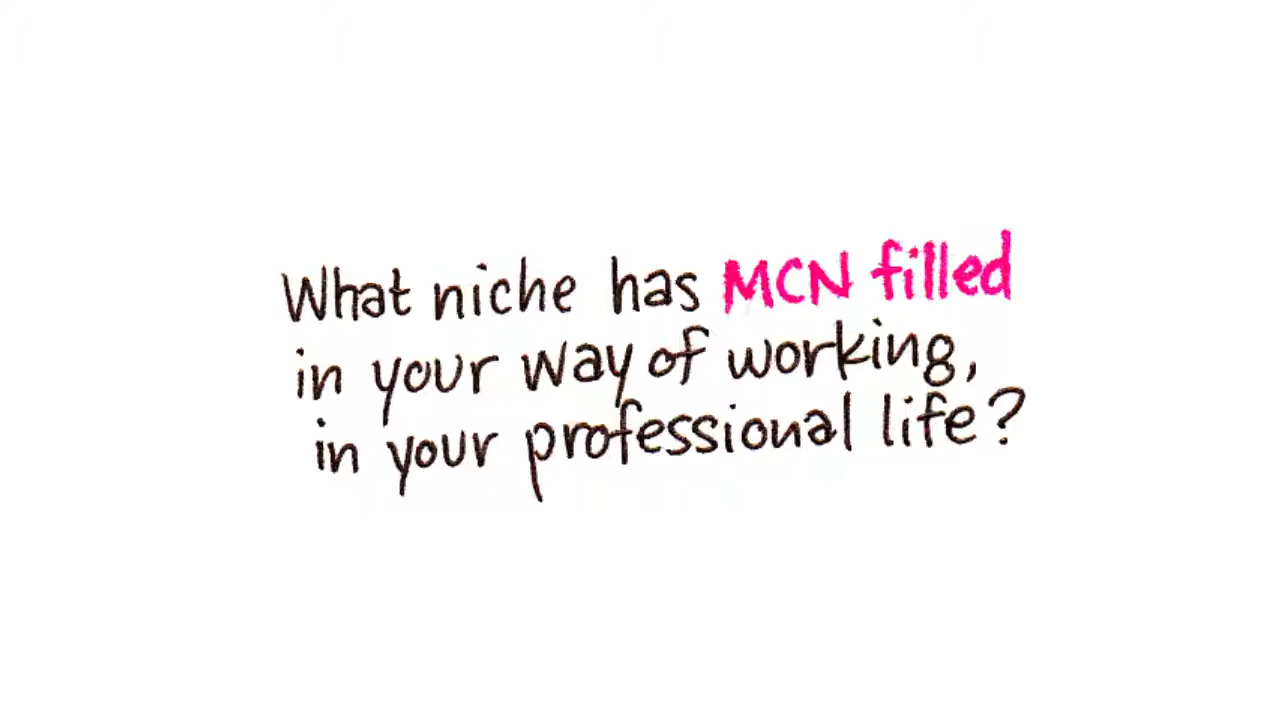 What niche has MCN filled
in your way of working,
in your professional life?